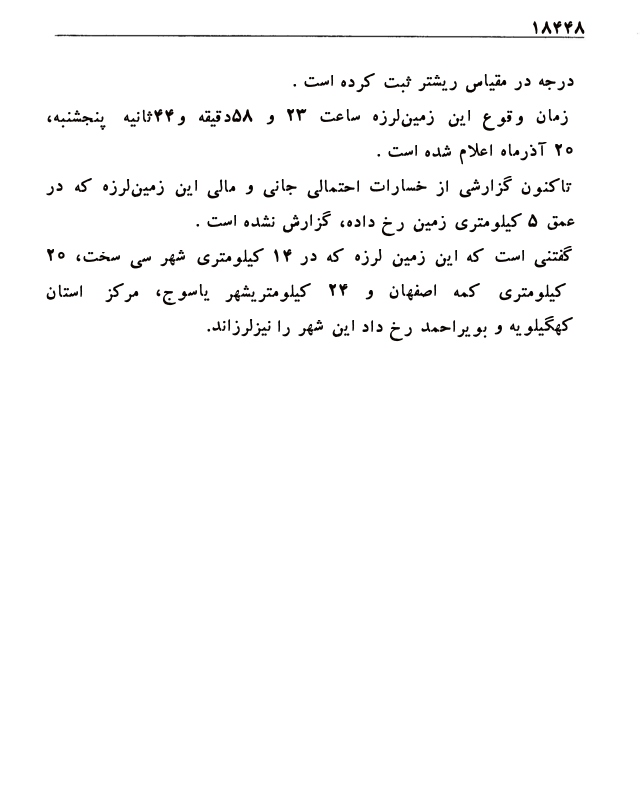 ۱۸۴۴۸
درجه در مقیاس ریشتر ثبت کرده است .
زمان وقوع این زمین‌لرزه ساعت ۲۳ و ۵۸دقیقه و۴۴ثانیه پنجشنبه،
۲۰ آذرماه اعلام شده است .
تاکنون گزارشی از خسارات احتمالی جانی و مالی این زمین‌لرزه که در
عمق ۵ کیلومتری زمین رخ داده، گزارش نشده است .
گفتنی است که این زمین لرزه که در ۱۴ کیلومتری شهر سی سخت، ۲۰
کیلومتری کمه اصفهان و ۲۴ کیلومتریشهر یاسوج، مرکز استان
کهگیلویه و بویراحمد رخ داد این شهر را نیزلرزاند.